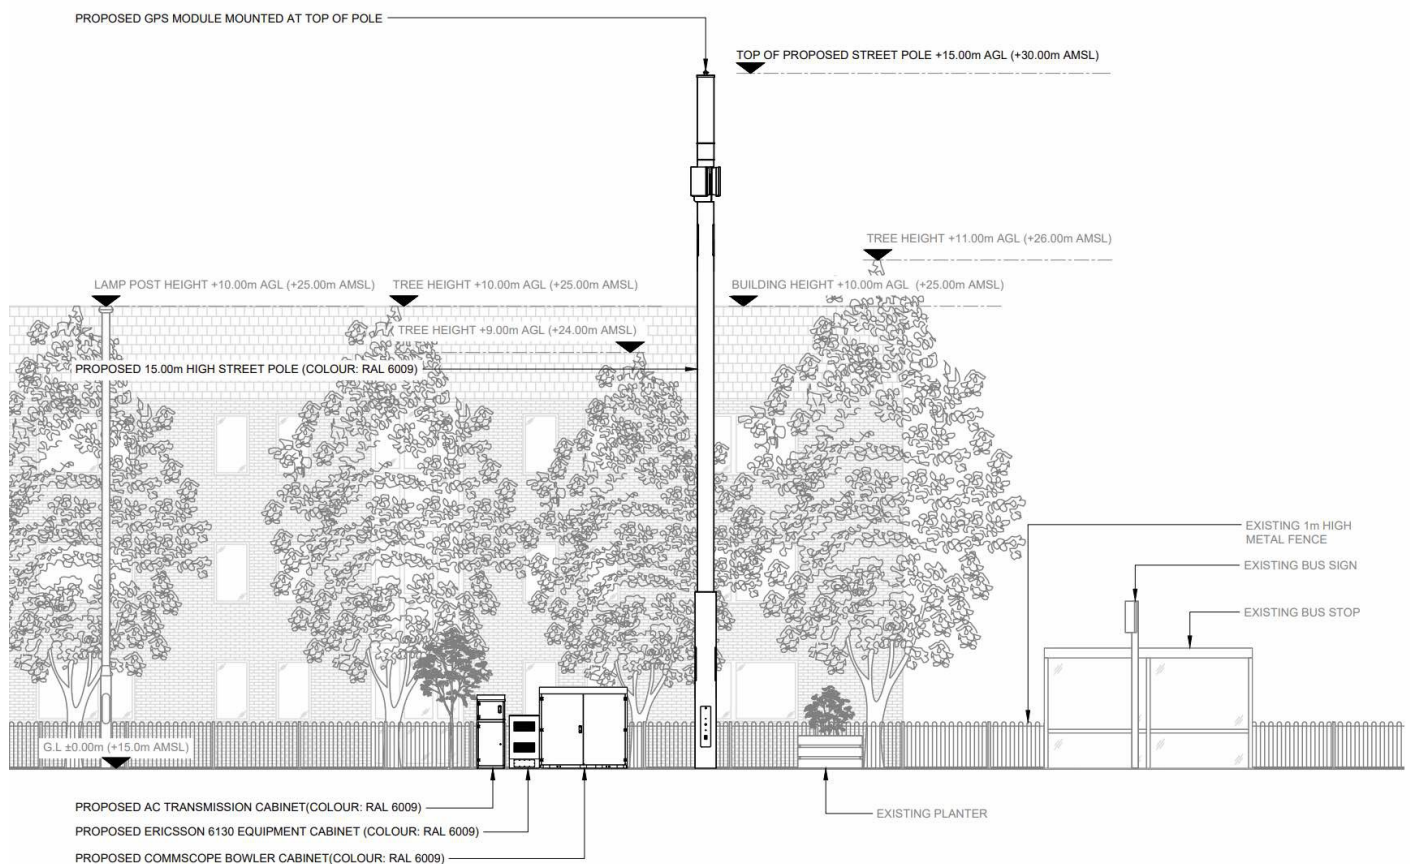 PROPOSED GPS MODULE MOUNTED AT TOP OF POLE
TOP OF PROPOSED STREET POLE +15.00m AGL (+30.00m AMSL)
TREE HEIGHT +11.00m AGL (+26.00m AMSL)
LAMP POST HEIGHT +10.00m AGL (+25.00m AMSL)
TREE HEIGHT +10.00m AGL (+25.00m AMSL)
BUILDING HEIGHT +10.00m AGL (+25.00m AMSL)
TREE HEIGHT +9.00m AGL (+24.00m AMSL)
PROPOSED 15.00m HIGH STREET POLE (COLOUR: RAL 6009)
EXISTING 1m HIGH
METAL FENCE
EXISTING BUS SIGN
EXISTING BUS STOP
G.L ±0.00m (+15.0m AMSL)
PROPOSED AC TRANSMISSION CABINET(COLOUR: RAL 6009)
EXISTING PLANTER
PROPOSED ERICSSON 6130 EQUIPMENT CABINET (COLOUR: RAL 6009)
PROPOSED COMMSCOPE BOWLER CABINET(COLOUR: RAL 6009)